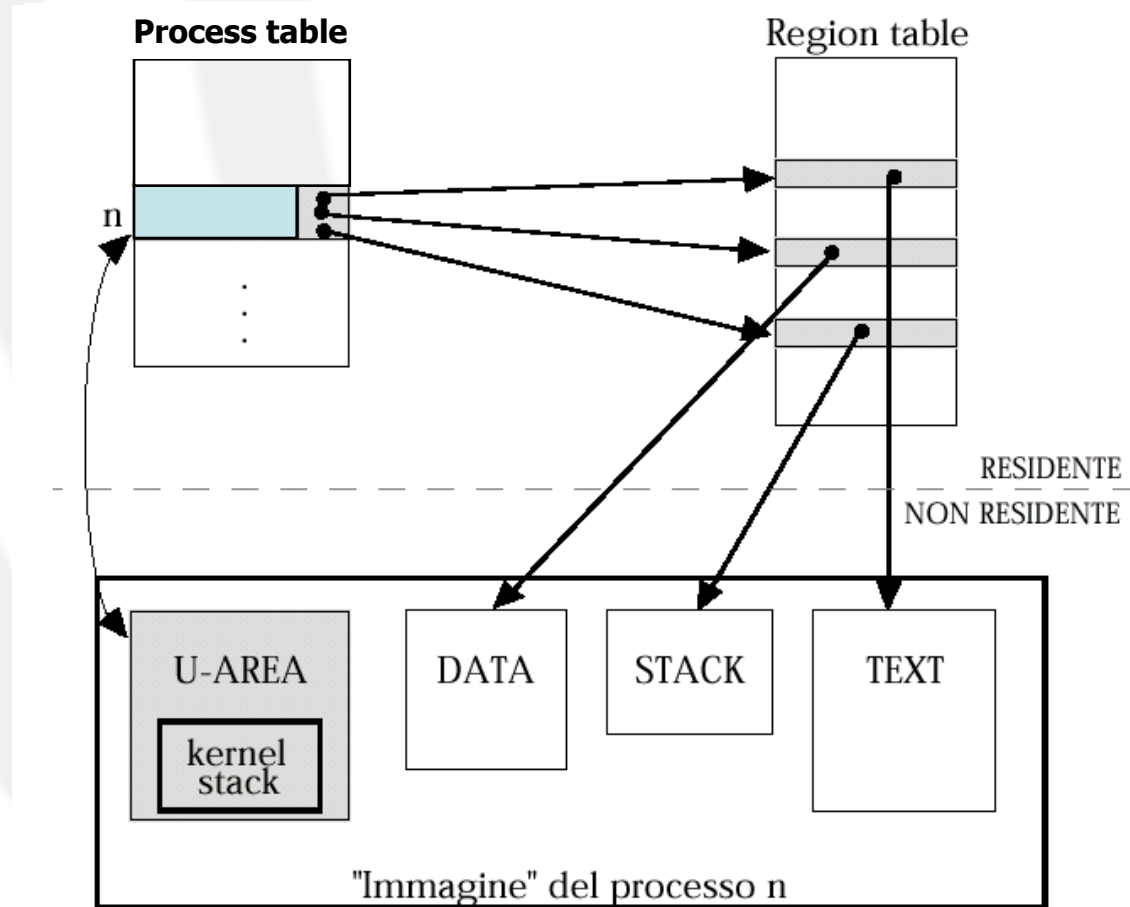 Process table
Region table
n
.
.
.
RESIDENTE
NON RESIDENTE
U-AREA
kernel
stack
DATA
STACK
TEXT
"Immagine" del processo n